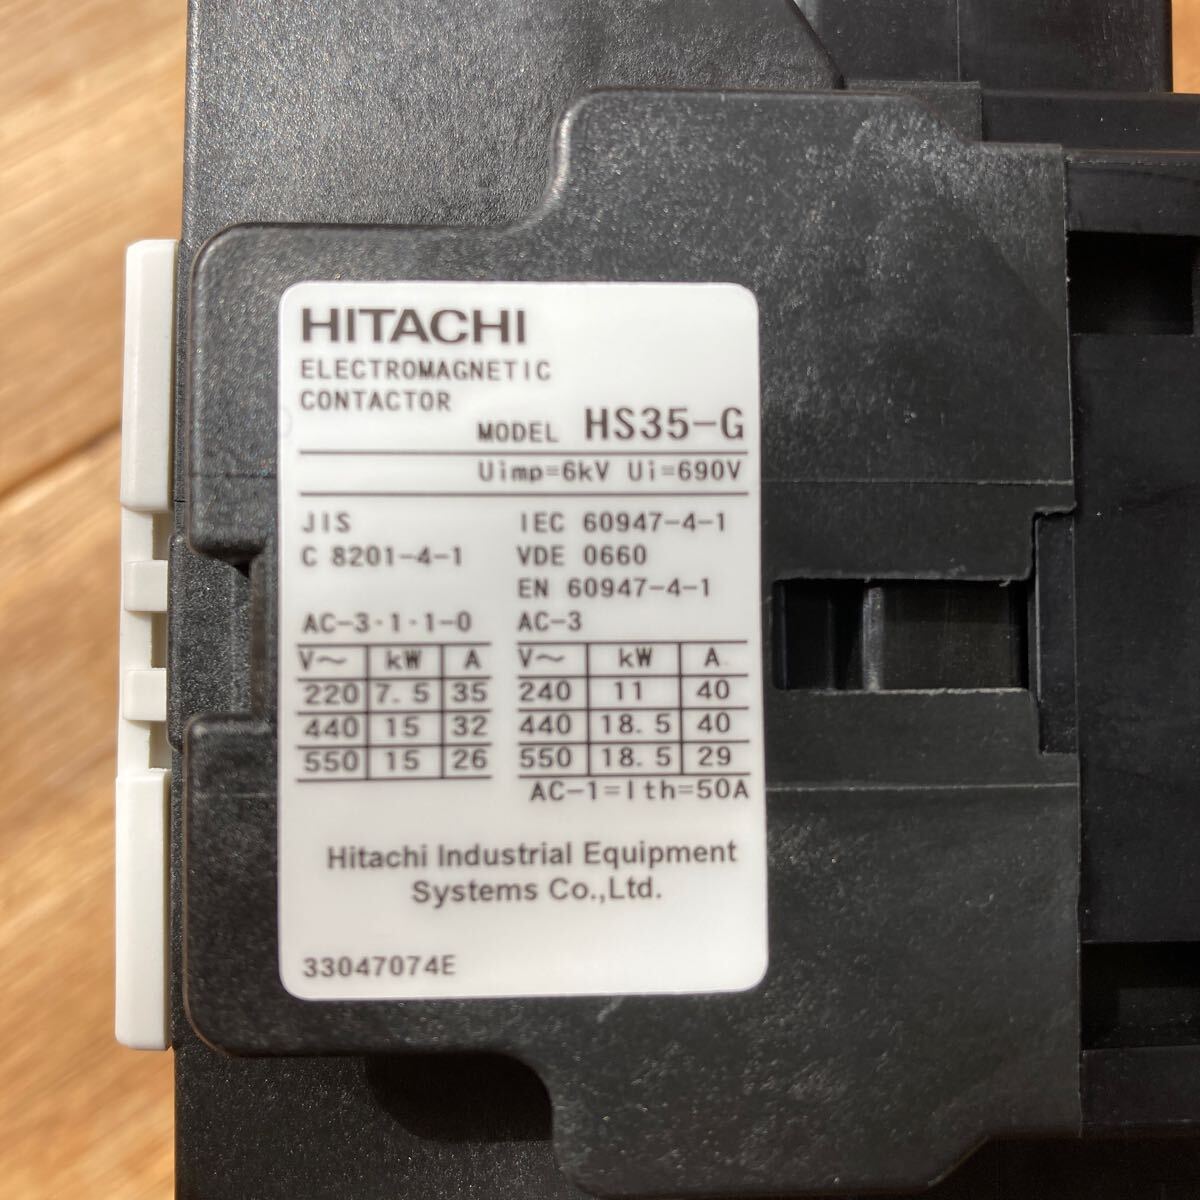 HITACHI
ELECTROMAGNETIC
CONTACTOR
MODEL HS35-G
Uimp=6kV Ui=690V
JIS
C 8201-4-1
IEC 60947-4-1
VDE 0660
EN 60947-4-1
AC-3·1·1-0
V~ kW A
220 7.5 35
440 15 32
550 15 26
AC-3
V~ kW A
240 11 40
440 18.5 40
550 18.5 29
AC-1=Ith=50A
Hitachi Industrial Equipment
Systems Co.,Ltd.
33047074E